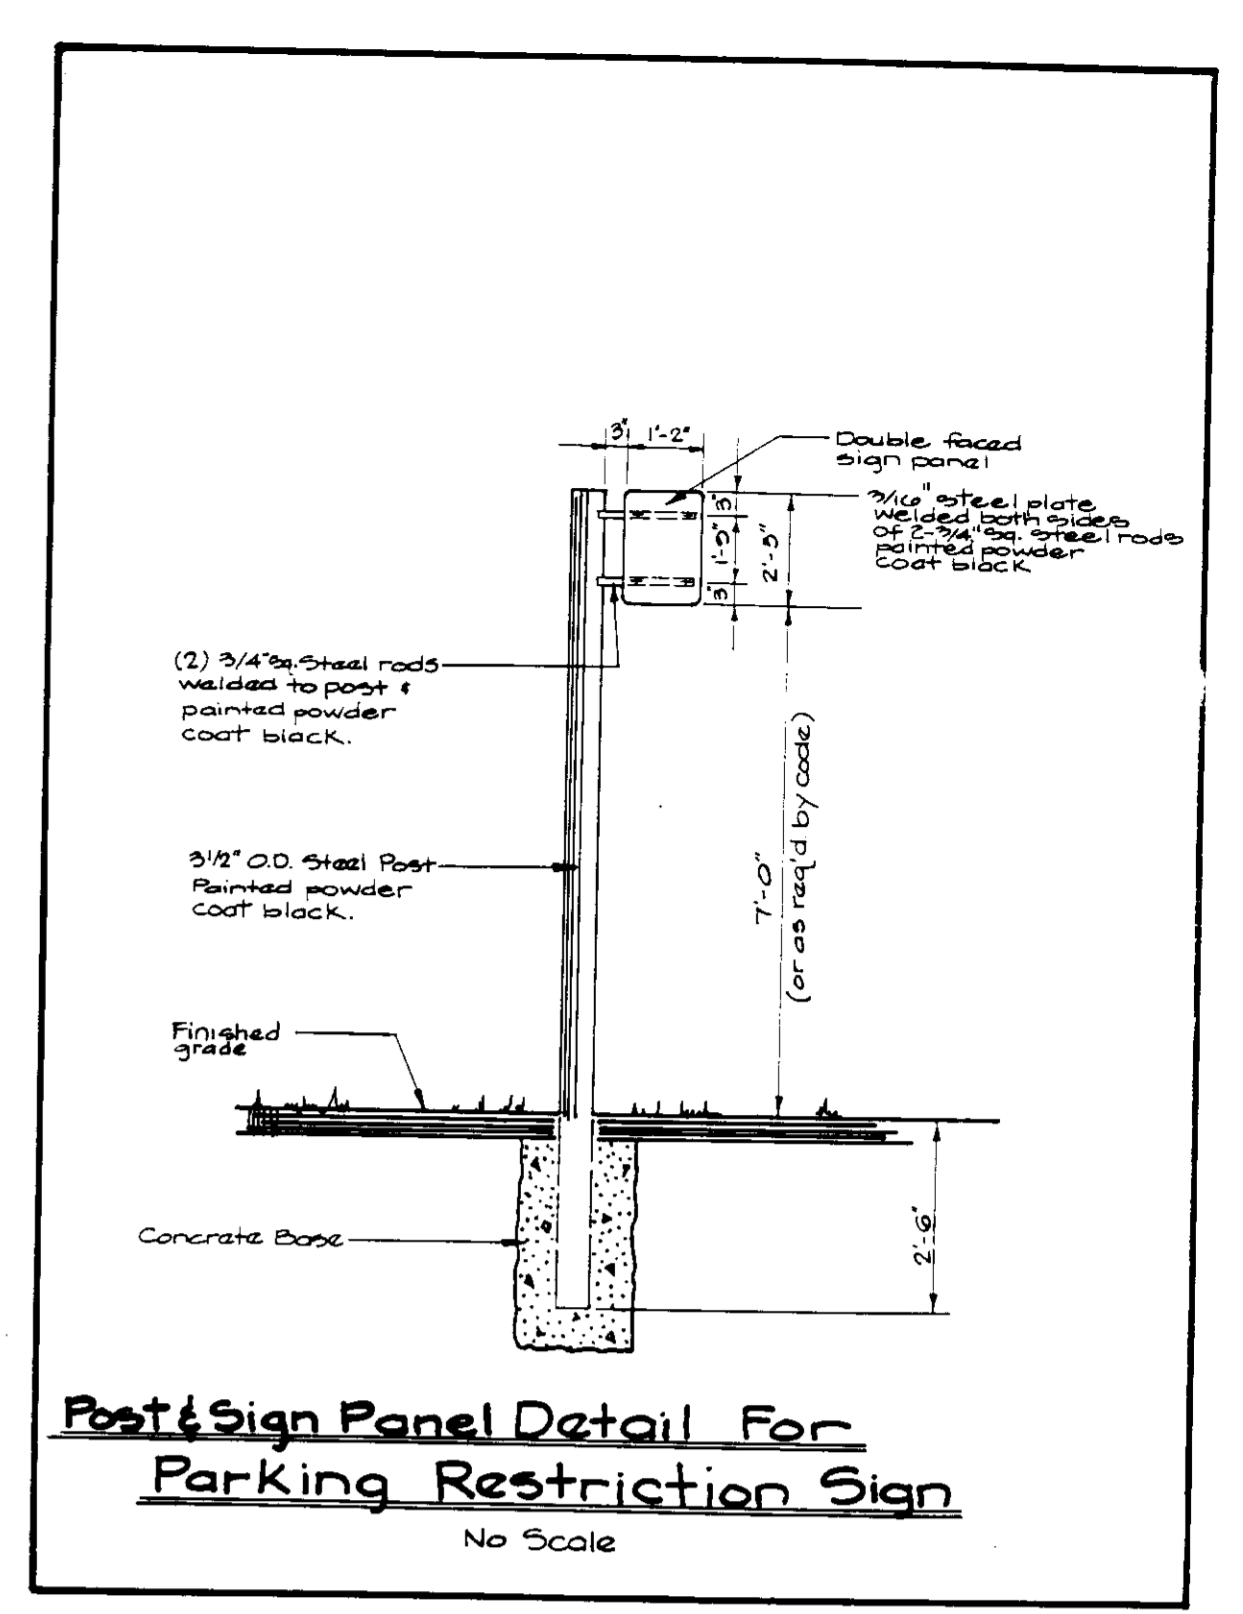 3" 1'-2"
Double faced
sign panel
3/16" steel plate
welded both sides
of 2-3/4" sq. steel rods
painted powder
coat black
3"
1'-9"
3"
2'-3"
(2) 3/4" sq. Steel rods
welded to post &
painted powder
coat black.
7'-0"
(or as req'd by code)
3 1/2" O.D. Steel Post
Painted powder
coat black.
Finished
grade
Concrete Base
2'-6"
Post & Sign Panel Detail For
Parking Restriction Sign
No Scale